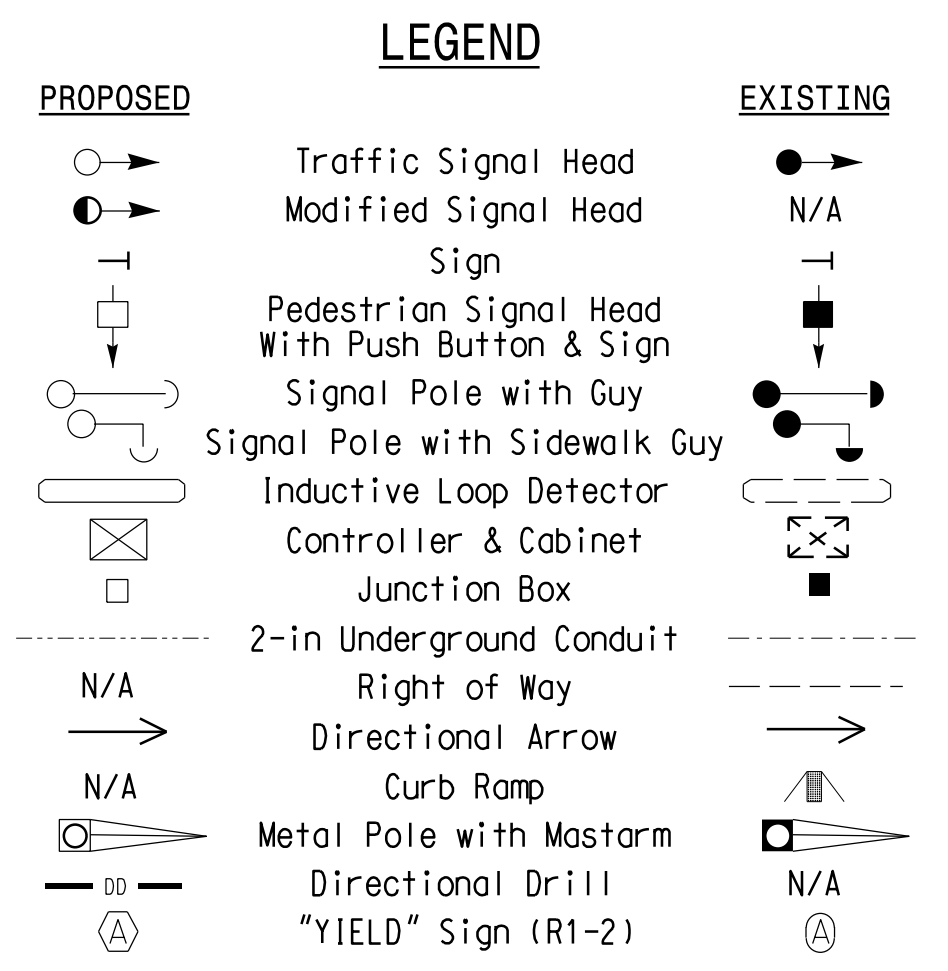 LEGEND
PROPOSED EXISTING
Traffic Signal Head
Modified Signal Head N/A
Sign
Pedestrian Signal Head
With Push Button & Sign
Signal Pole with Guy
Signal Pole with Sidewalk Guy
Inductive Loop Detector
Controller & Cabinet
Junction Box
2-in Underground Conduit
N/A Right of Way
Directional Arrow
N/A Curb Ramp
Metal Pole with Mastarm
DD Directional Drill N/A
A "YIELD" Sign (R1-2) A